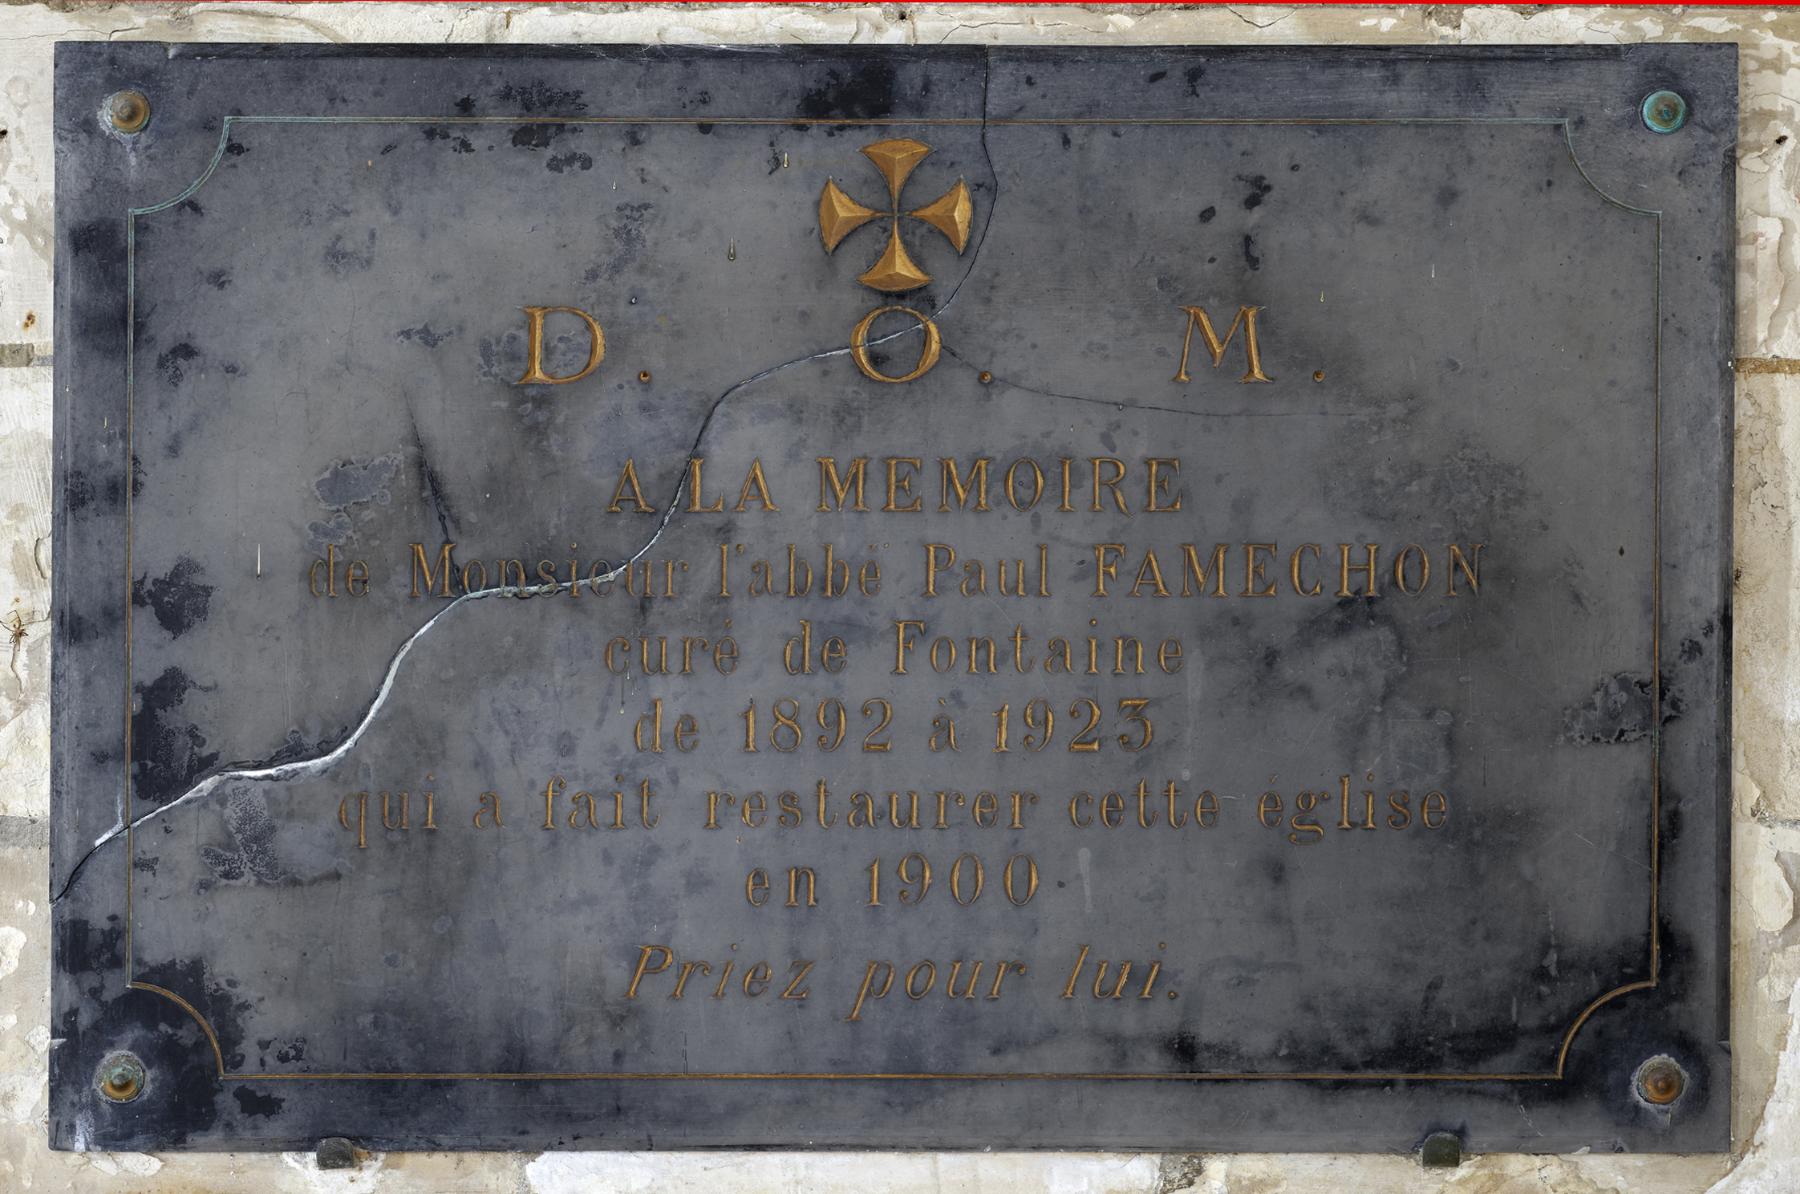 D. O. M.
A LA MEMOIRE
de Monsieur l'abbë Paul FAMECHON
curé de Fontaine
de 1892 à 1923
qui a fait restaurer cette église
en 1900
Priez pour lui.